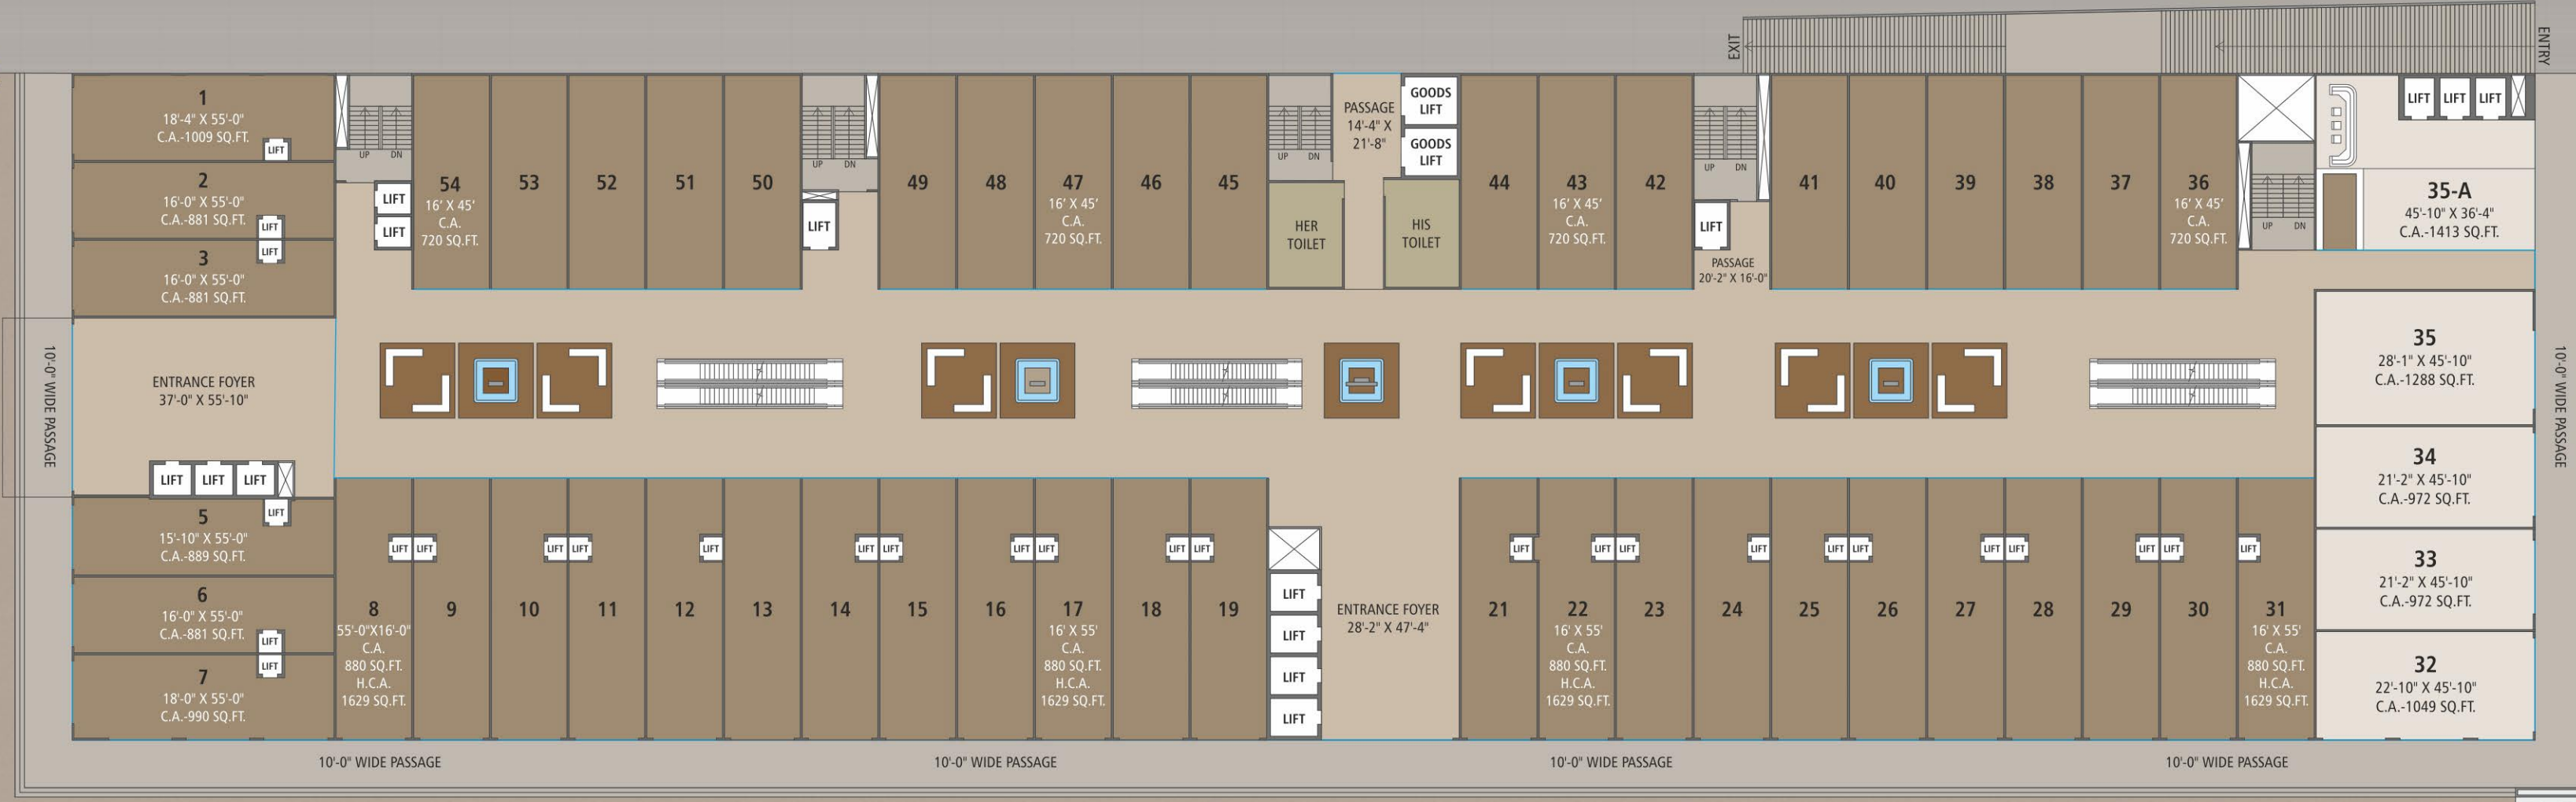 EXIT
ENTRY
1
18'-4" X 55'-0"
C.A.-1009 SQ.FT.
LIFT
2
16'-0" X 55'-0"
C.A.-881 SQ.FT.
LIFT
LIFT
3
16'-0" X 55'-0"
C.A.-881 SQ.FT.
UP DN
LIFT
LIFT
54
16' X 45'
C.A.
720 SQ.FT.
53
52
51
50
UP DN
LIFT
49
48
47
16' X 45'
C.A.
720 SQ.FT.
46
45
UP DN
HER
TOILET
PASSAGE
14'-4" X
21'-8"
GOODS
LIFT
GOODS
LIFT
HIS
TOILET
44
43
16' X 45'
C.A.
720 SQ.FT.
42
UP DN
LIFT
PASSAGE
20'-2" X 16'-0"
41
40
39
38
37
36
16' X 45'
C.A.
720 SQ.FT.
UP DN
LIFT LIFT LIFT
35-A
45'-10" X 36'-4"
C.A.-1413 SQ.FT.
10'-0" WIDE PASSAGE
ENTRANCE FOYER
37'-0" X 55'-10"
LIFT LIFT LIFT
35
28'-1" X 45'-10"
C.A.-1288 SQ.FT.
10'-0" WIDE PASSAGE
34
21'-2" X 45'-10"
C.A.-972 SQ.FT.
33
21'-2" X 45'-10"
C.A.-972 SQ.FT.
32
22'-10" X 45'-10"
C.A.-1049 SQ.FT.
LIFT
5
15'-10" X 55'-0"
C.A.-889 SQ.FT.
6
16'-0" X 55'-0"
C.A.-881 SQ.FT.
LIFT
LIFT
7
18'-0" X 55'-0"
C.A.-990 SQ.FT.
LIFT LIFT
LIFT LIFT
LIFT
LIFT LIFT
LIFT LIFT
LIFT LIFT
8
55'-0"X16'-0"
C.A.
880 SQ.FT.
H.C.A.
1629 SQ.FT.
9
10
11
12
13
14
15
16
17
16' X 55'
C.A.
880 SQ.FT.
H.C.A.
1629 SQ.FT.
18
19
LIFT
LIFT
LIFT
LIFT
ENTRANCE FOYER
28'-2" X 47'-4"
LIFT
LIFT LIFT
LIFT
LIFT LIFT
LIFT LIFT
LIFT LIFT
LIFT
21
22
16' X 55'
C.A.
880 SQ.FT.
H.C.A.
1629 SQ.FT.
23
24
25
26
27
28
29
30
31
16' X 55'
C.A.
880 SQ.FT.
H.C.A.
1629 SQ.FT.
10'-0" WIDE PASSAGE
10'-0" WIDE PASSAGE
10'-0" WIDE PASSAGE
10'-0" WIDE PASSAGE